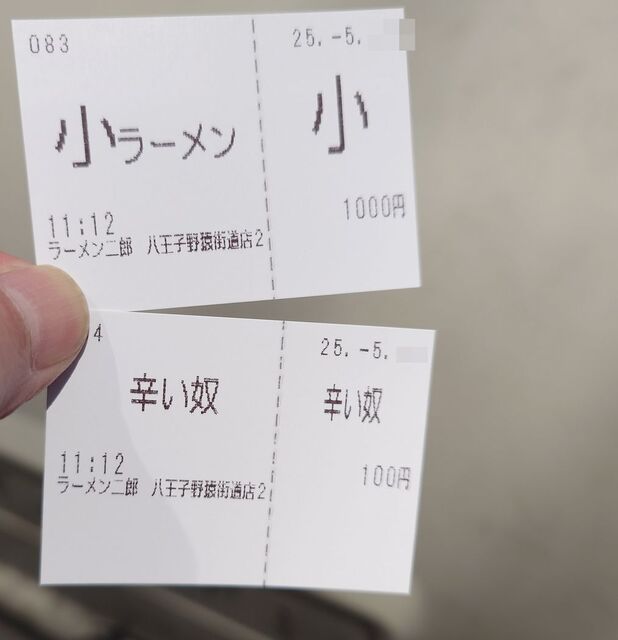 083
25.-5.
小ラーメン
小
1000円
11:12
ラーメン二郎 八王子野猿街道店2
4
25.-5.
辛い奴
辛い奴
11:12
100円
ラーメン二郎 八王子野猿街道店2